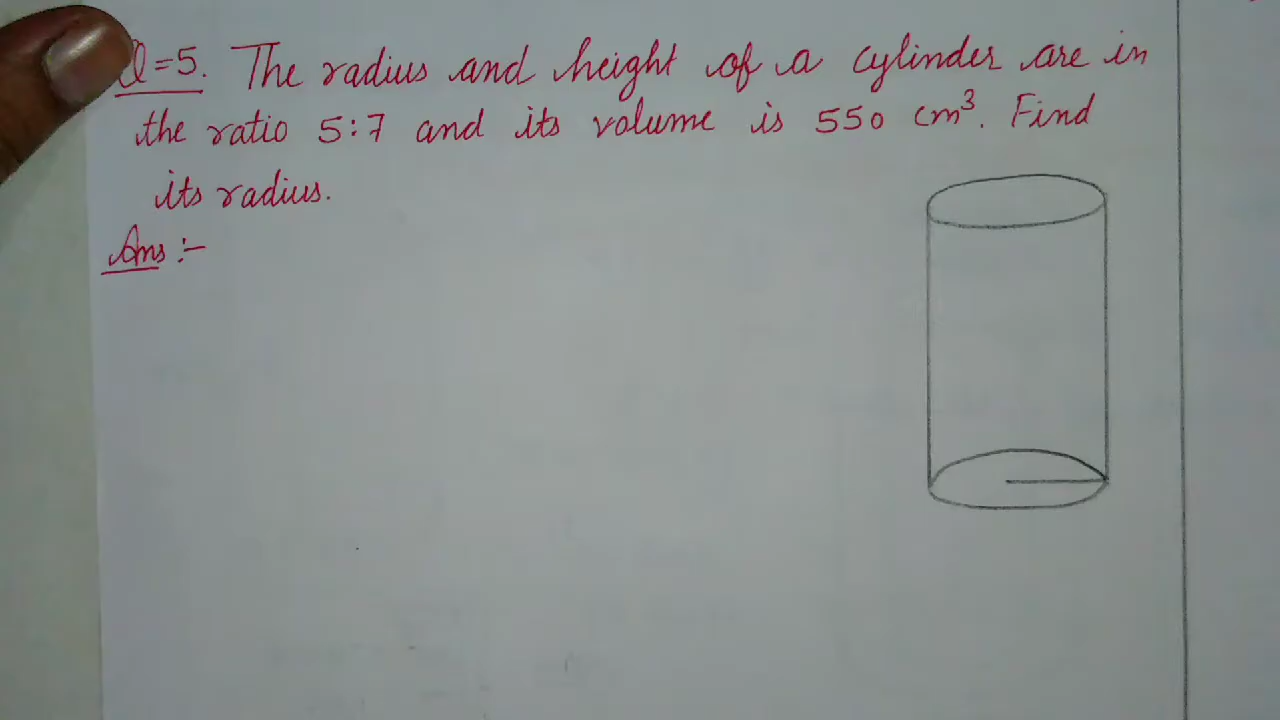 Q=5. The radius and height of a cylinder are in
the ratio 5:7 and its volume is 550 cm³. Find
its radius.
Ans :-